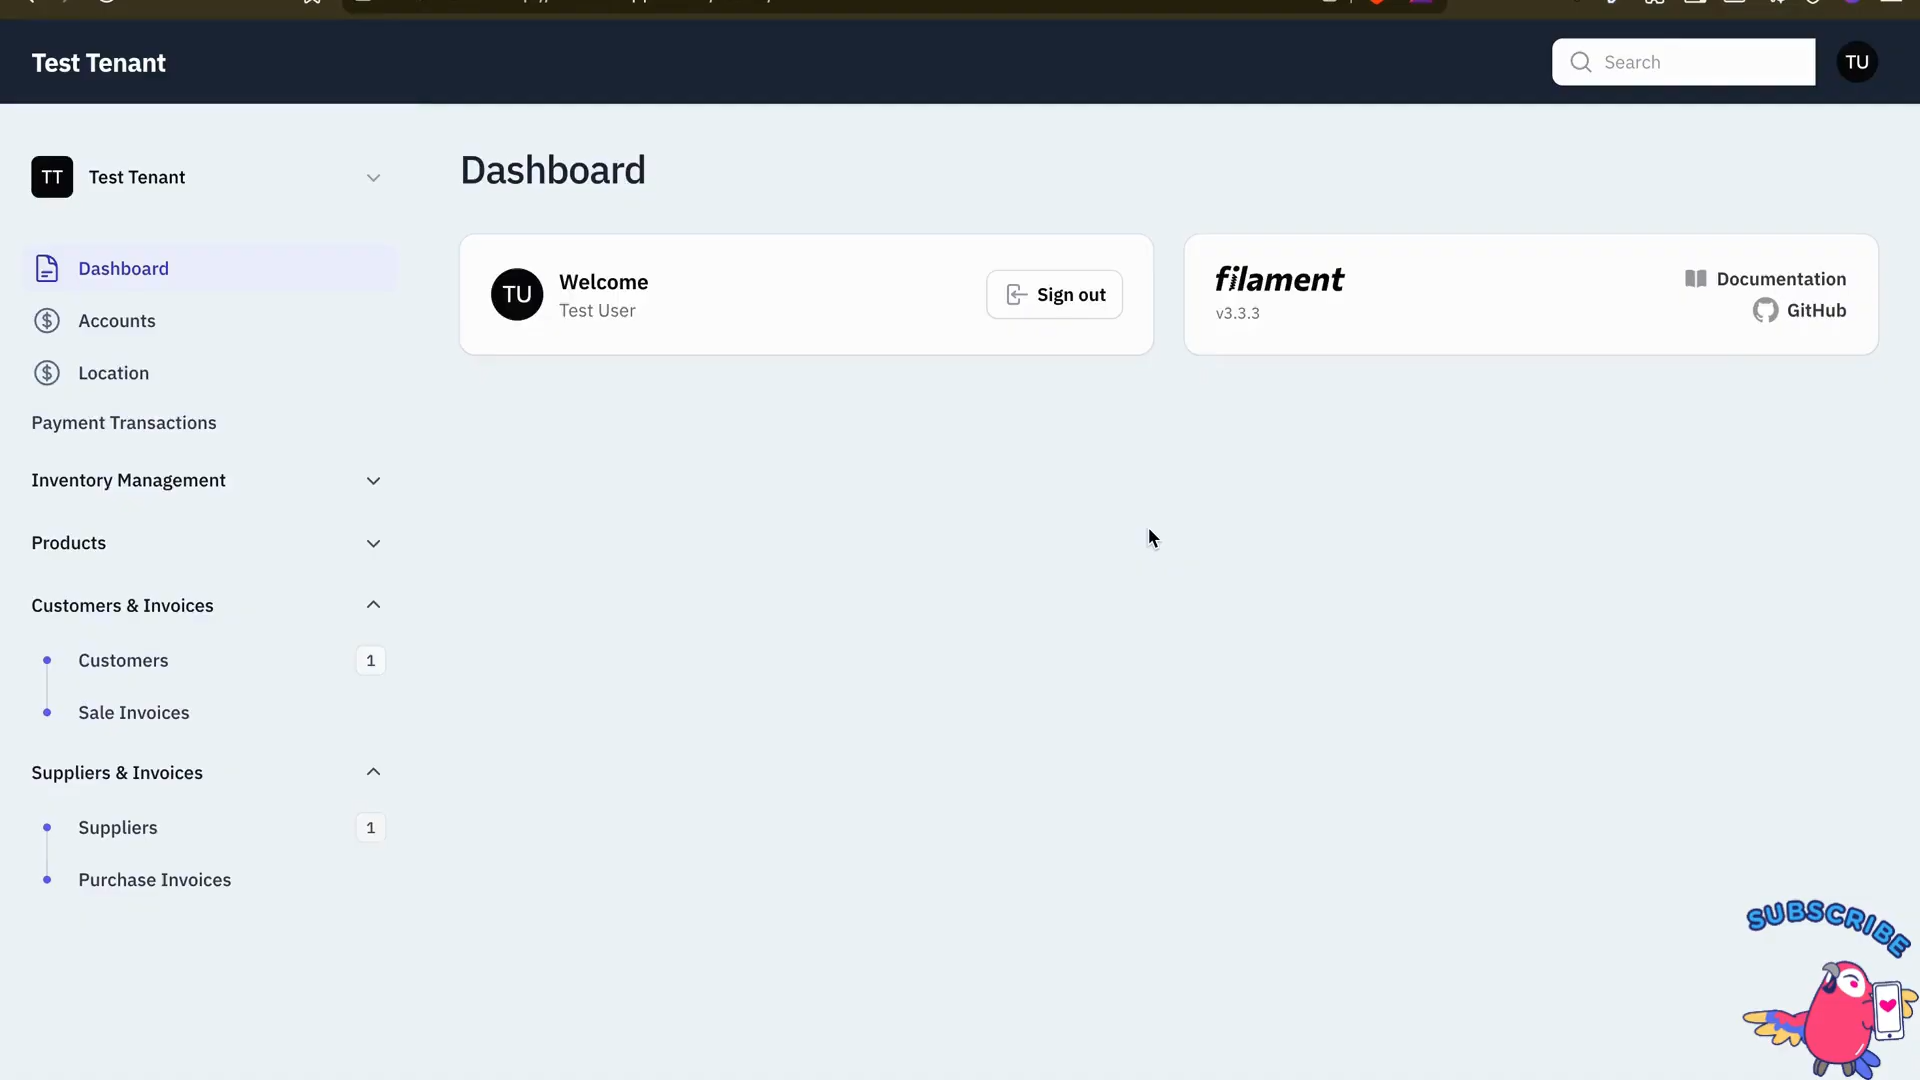 Test Tenant
Search
TU
TT
Test Tenant
Dashboard
Dashboard
Accounts
Location
Payment Transactions
Inventory Management
Products
Customers & Invoices
Customers
1
Sale Invoices
Suppliers & Invoices
Suppliers
1
Purchase Invoices
TU
Welcome
Test User
Sign out
filament
v3.3.3
Documentation
GitHub
SUBSCRIBE